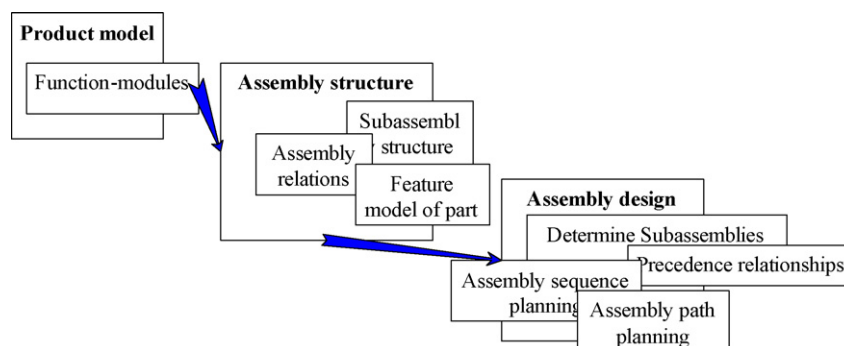 Product model
Function-modules
Assembly structure
Subassembl
y structure
Assembly
relations
Feature
model of part
Assembly design
Determine Subassemblies
Precedence relationships
Assembly sequence
planning
Assembly path
planning